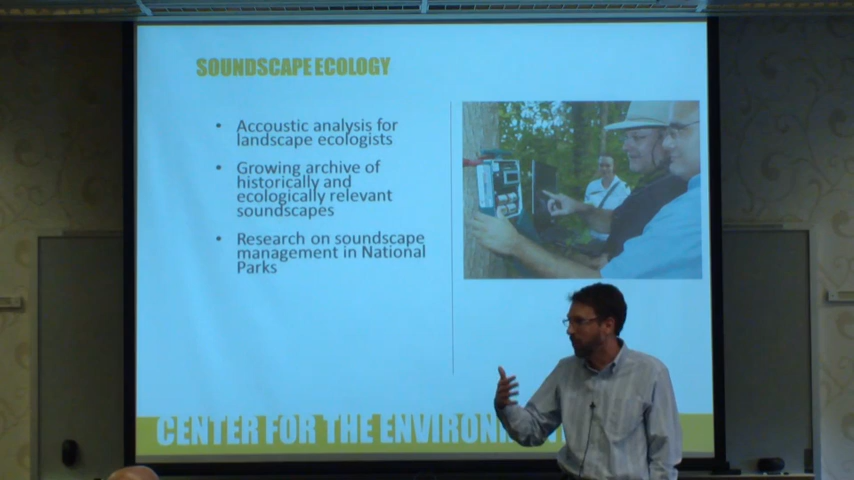 SOUNDSCAPE ECOLOGY
• Accoustic analysis for
landscape ecologists
• Growing archive of
historically and
ecologically relevant
soundscapes
• Research on soundscape
management in National
Parks
CENTER FOR THE